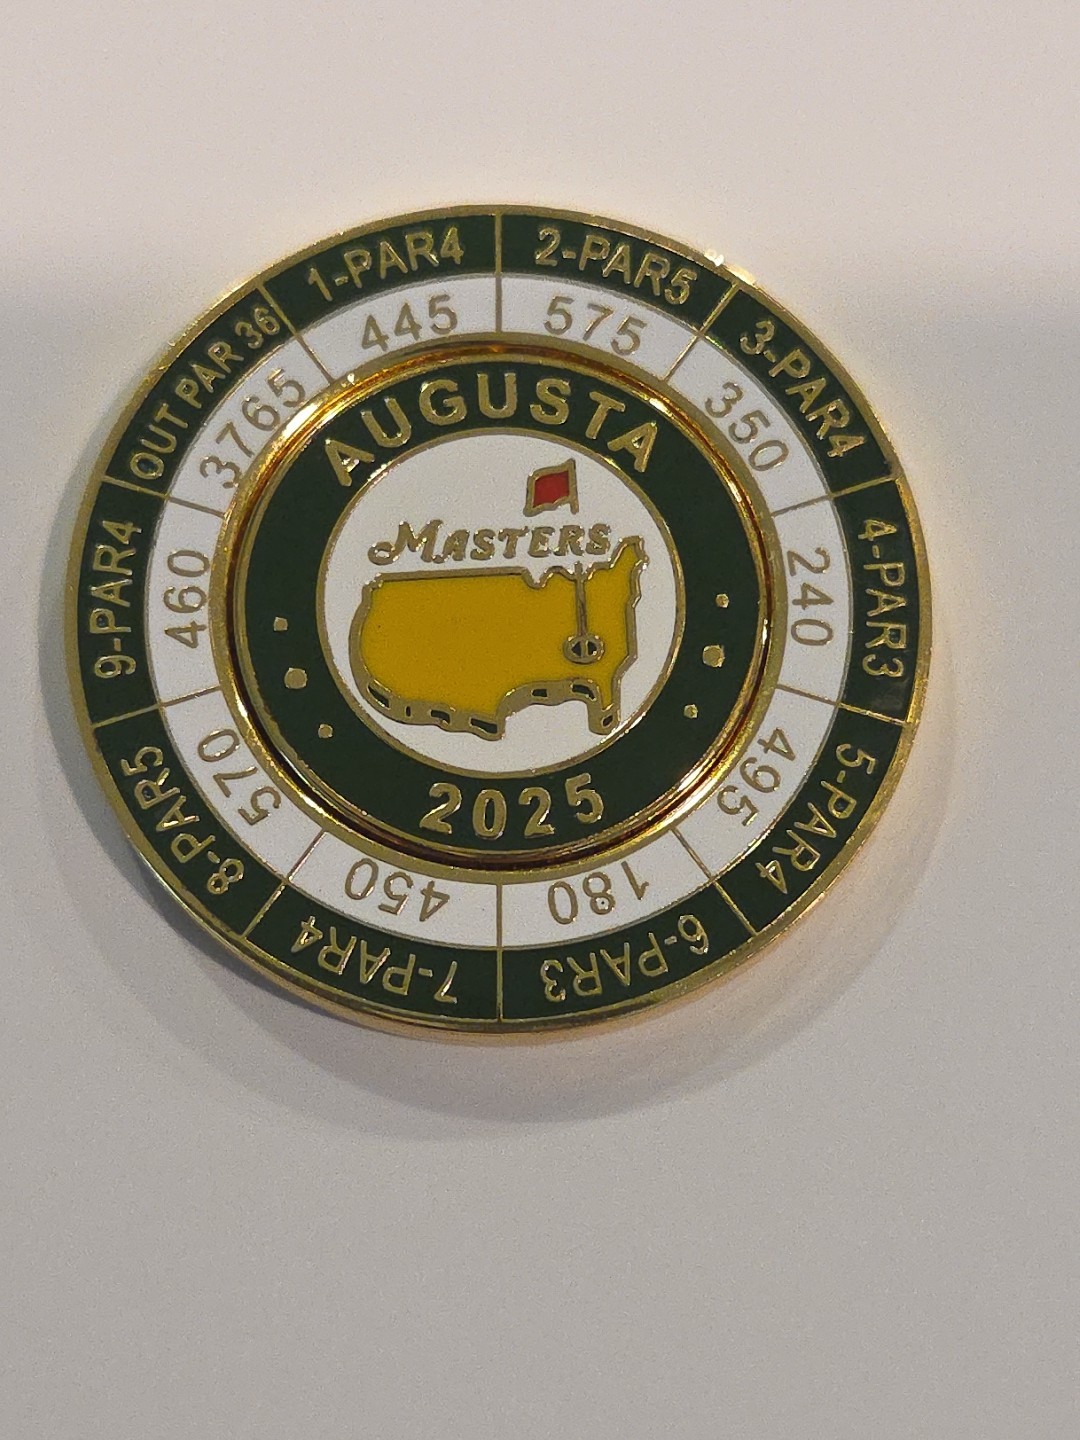 AUGUSTA
MASTERS
2025
1-PAR4
445
2-PAR5
575
3-PAR4
350
4-PAR3
240
5-PAR4
495
6-PAR3
180
7-PAR4
450
8-PAR5
570
9-PAR4
460
OUT PAR 36
3765